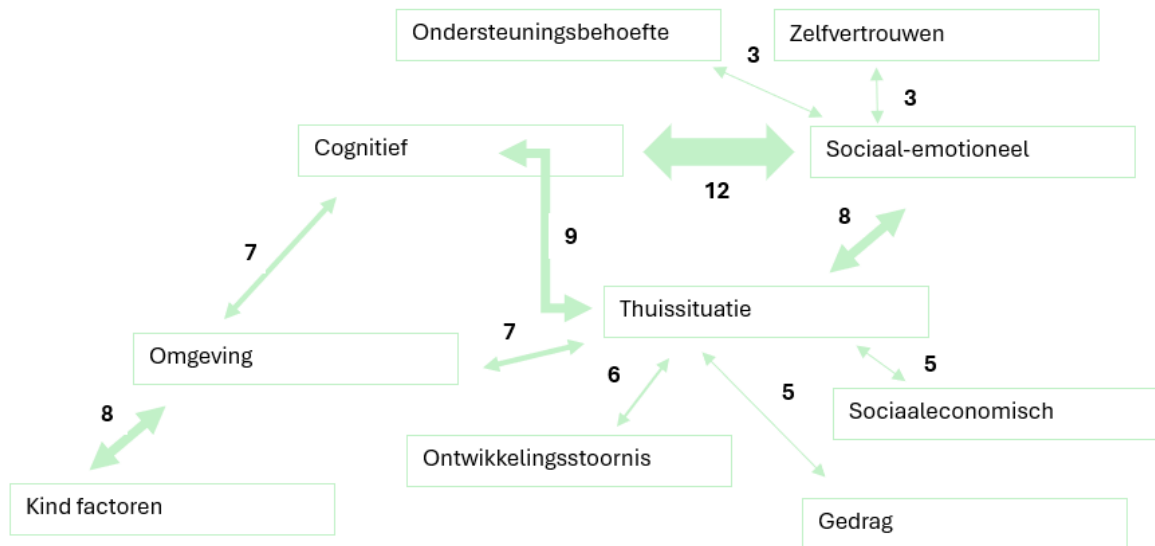 Ondersteuningsbehoefte
Zelfvertrouwen
3
3
Cognitief
Sociaal-emotioneel
12
8
9
7
Thuissituatie
7
Omgeving
6
5
5
8
Sociaaleconomisch
Ontwikkelingsstoornis
Kind factoren
Gedrag